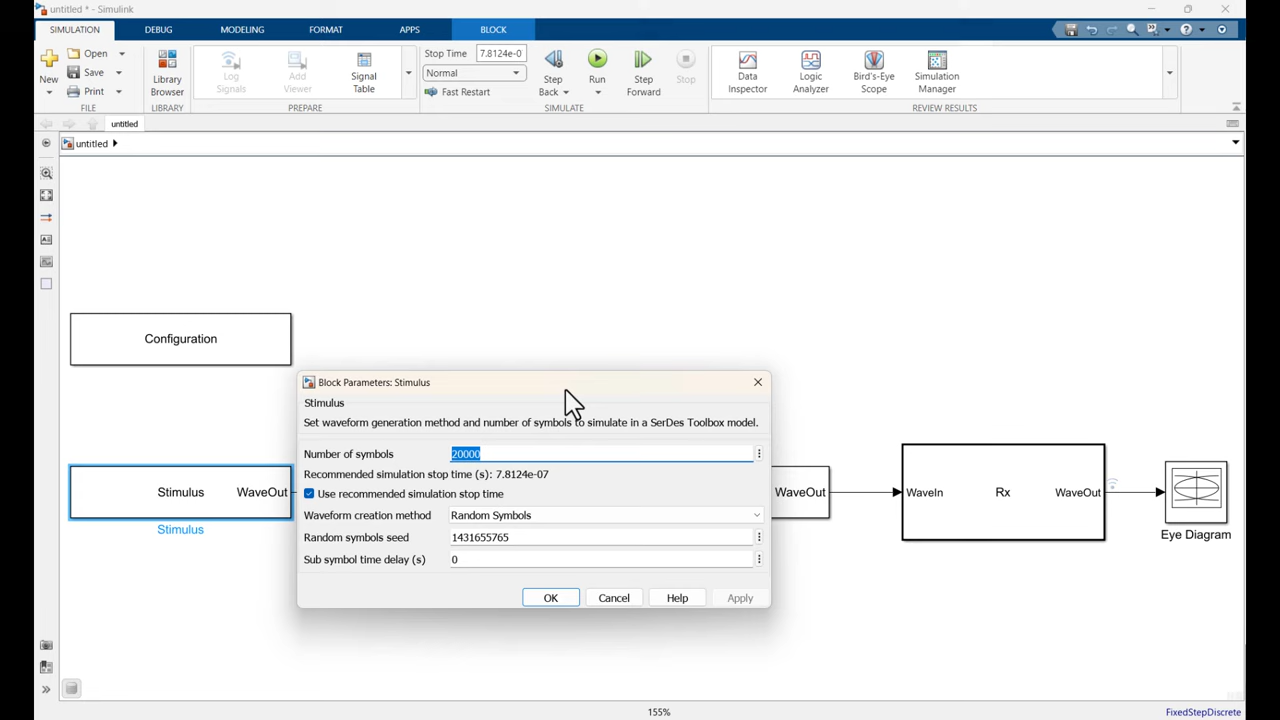 untitled * - Simulink
SIMULATION DEBUG MODELING FORMAT APPS BLOCK
New
Open
Save
Print
FILE
Library Browser
LIBRARY
Log Signals
Add Viewer
Signal Table
PREPARE
Stop Time 7.8124e-0
Normal
Fast Restart
Step Back
Run
Step Forward
Stop
SIMULATE
Data Inspector
Logic Analyzer
Bird's-Eye Scope
Simulation Manager
REVIEW RESULTS
untitled
untitled
Configuration
Block Parameters: Stimulus
Stimulus
Set waveform generation method and number of symbols to simulate in a SerDes Toolbox model.
Number of symbols 20000
Recommended simulation stop time (s): 7.8124e-07
Use recommended simulation stop time
Waveform creation method Random Symbols
Random symbols seed 1431655765
Sub symbol time delay (s) 0
OK Cancel Help Apply
Stimulus WaveOut
Stimulus
WaveOut
WaveIn Rx WaveOut
Eye Diagram
155%
FixedStepDiscrete